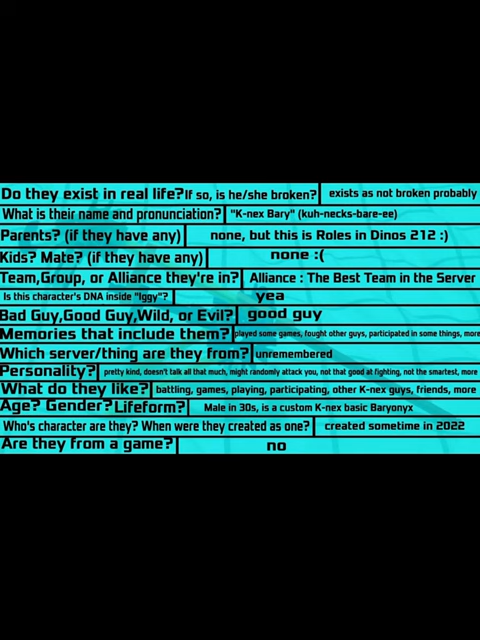 Do they exist in real life? If so, is he/she broken? exists as not broken probably
What is their name and pronunciation? "K-nex Bary" (kuh-necks-bare-ee)
Parents? (if they have any) none, but this is Roles in Dinos 212 :)
Kids? Mate? (if they have any) none :(
Team,Group, or Alliance they're in? Alliance : The Best Team in the Server
Is this character's DNA inside "Iggy"? yea
Bad Guy,Good Guy,Wild, or Evil? good guy
Memories that include them? played some games, fought other guys, participated in some things, more
Which server/thing are they from? unremembered
Personality? pretty kind, doesn't talk all that much, might randomly attack you, not that good at fighting, not the smartest, more
What do they like? battling, games, playing, participating, other K-nex guys, friends, more
Age? Gender? Lifeform? Male in 30s, is a custom K-nex basic Baryonyx
Who's character are they? When were they created as one? created sometime in 2022
Are they from a game? no